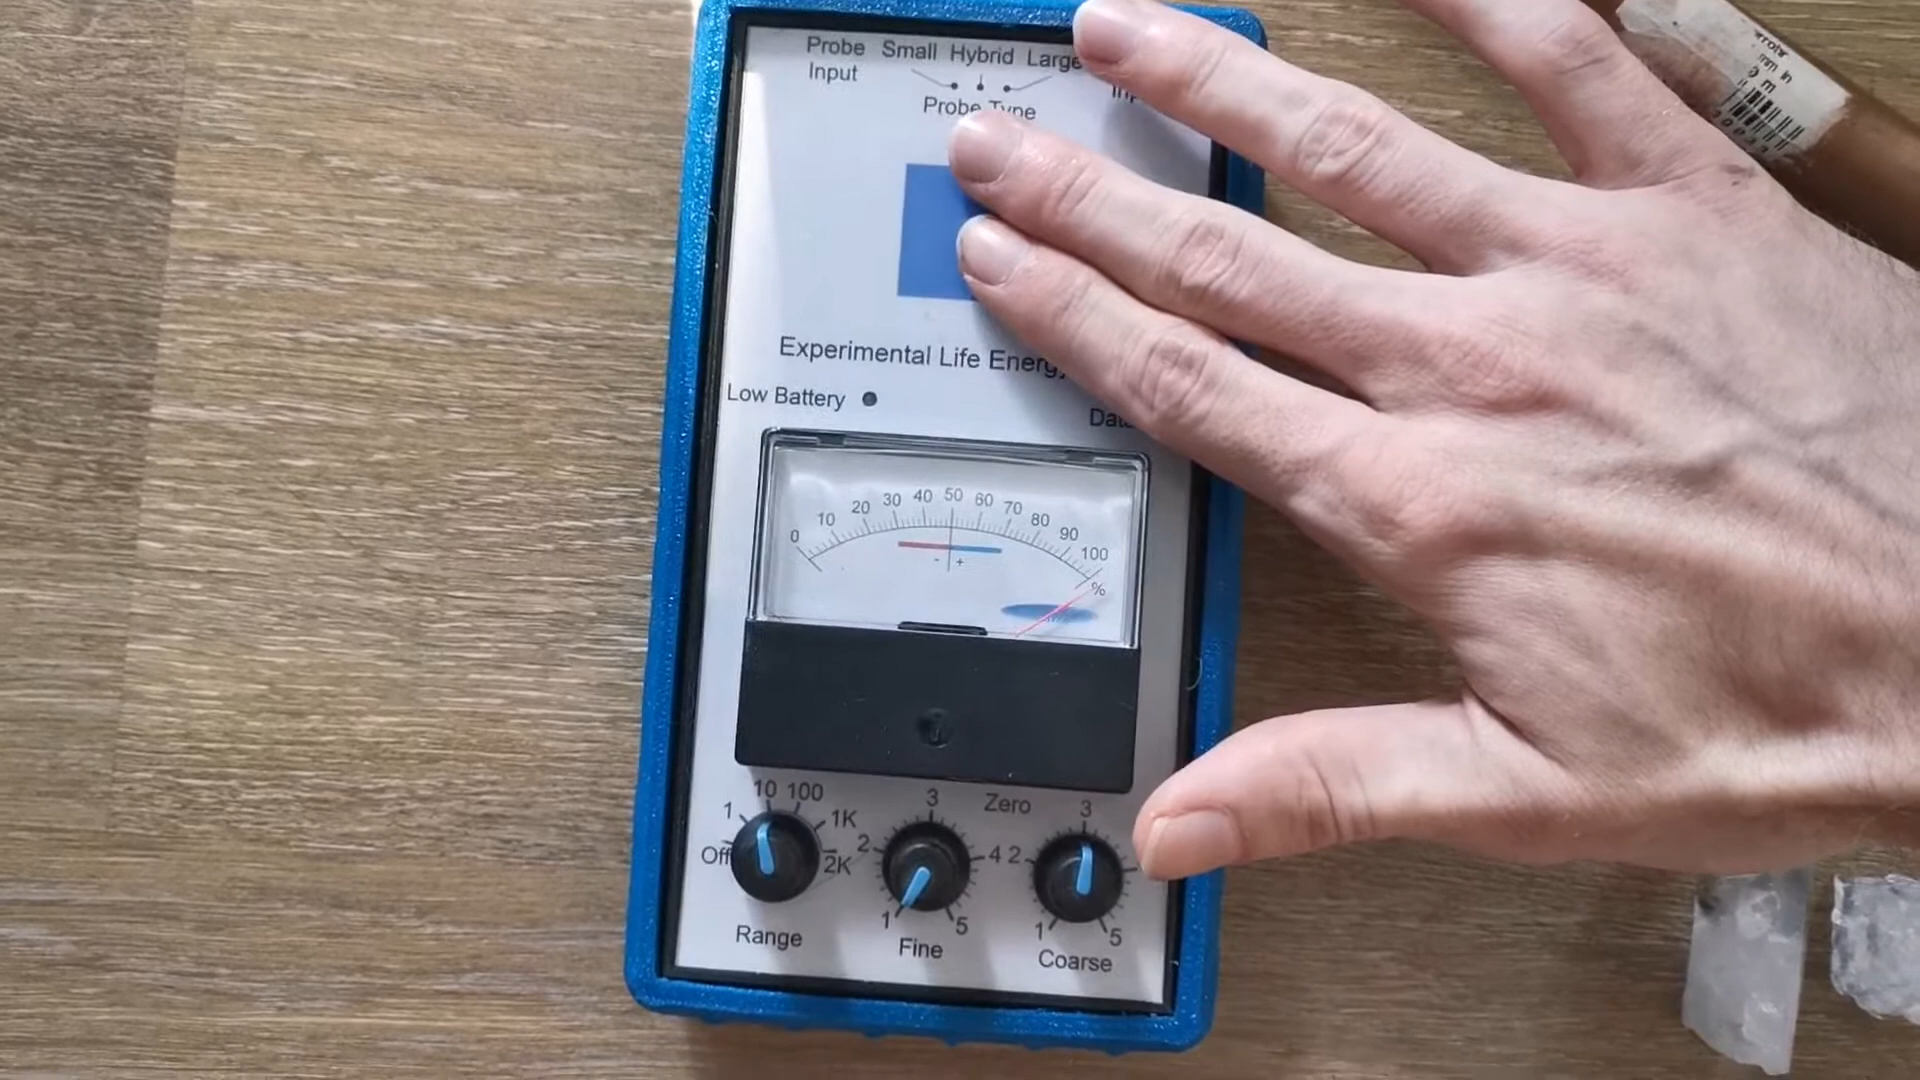 Probe Input
Small Hybrid Large
Probe Type
Experimental Life Energy
Low Battery
0 10 20 30 40 50 60 70 80 90 100
- +
%
Off 1 10 100 1K 2K
Range
1 2 3 4 5
Fine
Zero
1 2 3 5
Coarse